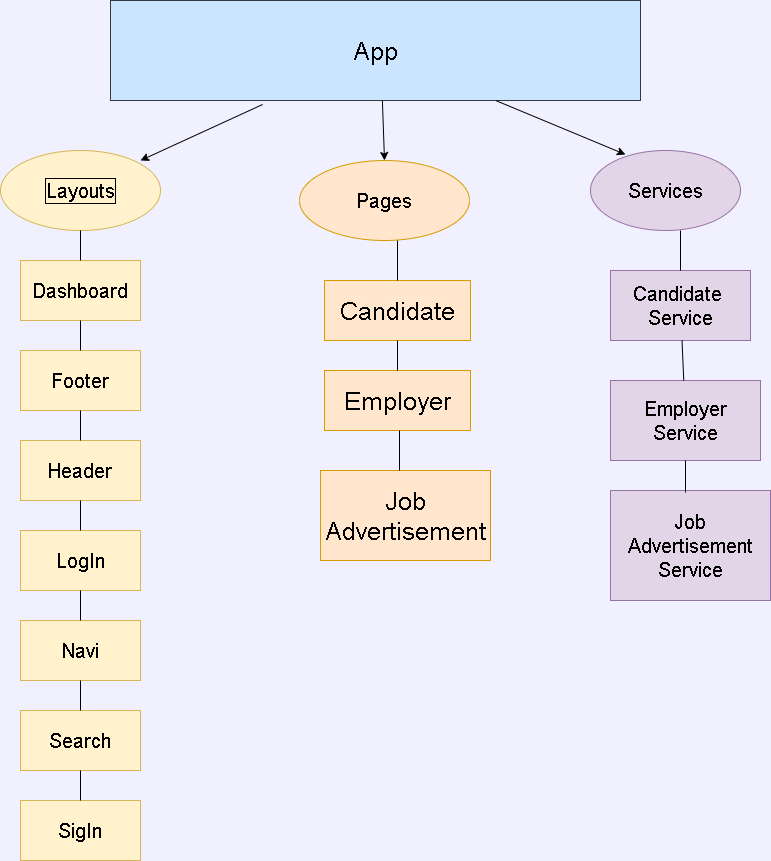 App
Layouts
Dashboard
Footer
Header
LogIn
Navi
Search
SigIn
Pages
Candidate
Employer
Job
Advertisement
Services
Candidate
Service
Employer
Service
Job
Advertisement
Service